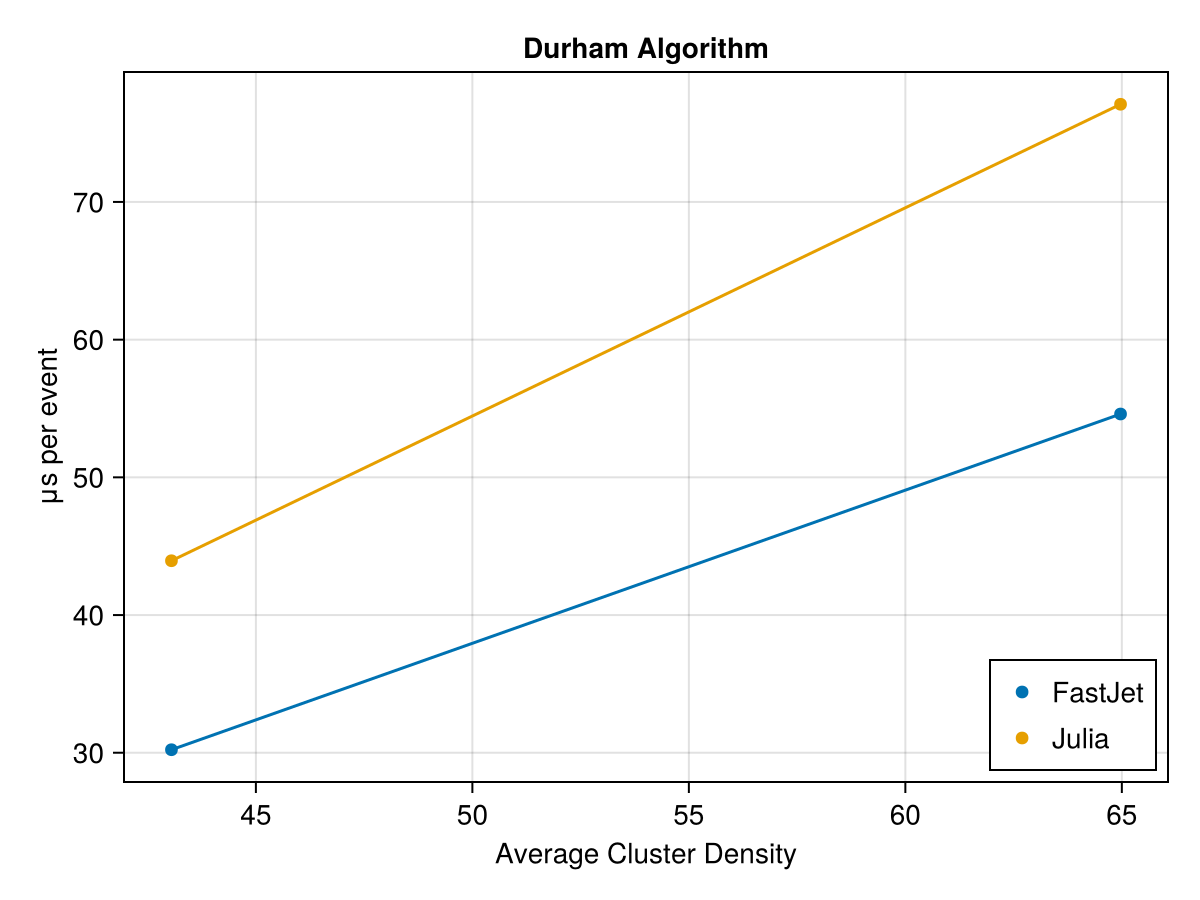 Durham Algorithm
70
60
50
40
30
μs per event
45 50 55 60 65
Average Cluster Density
FastJet
Julia